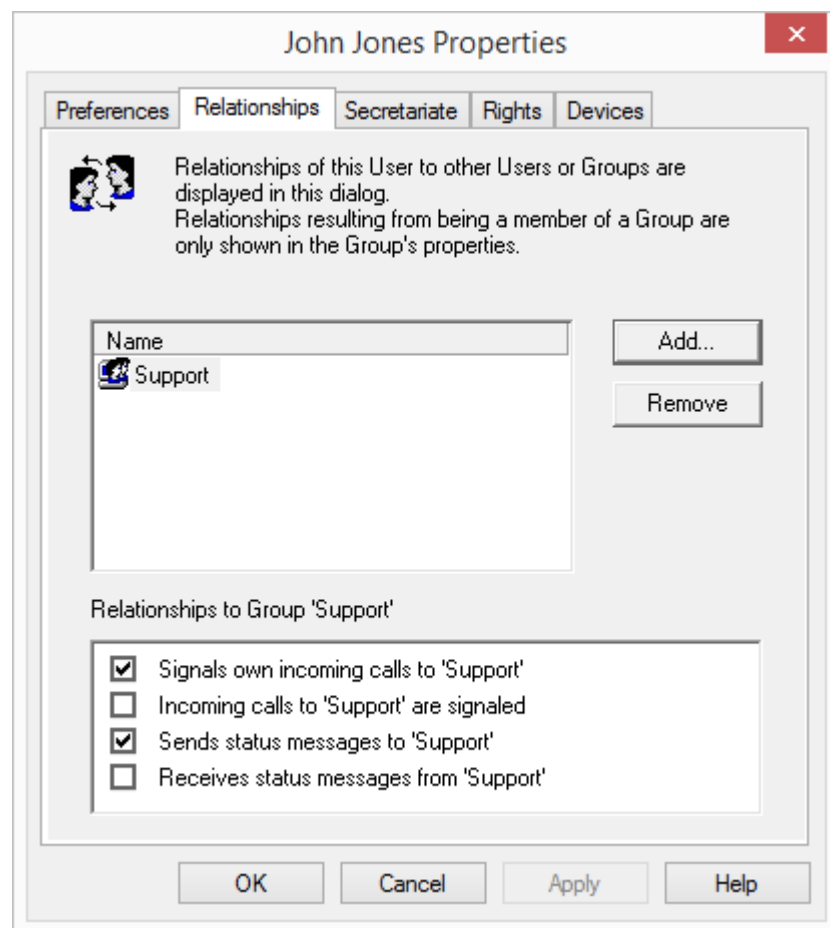 John Jones Properties
Preferences Relationships Secretariate Rights Devices
Relationships of this User to other Users or Groups are
displayed in this dialog.
Relationships resulting from being a member of a Group are
only shown in the Group's properties.
Name
Add...
Support
Remove
Relationships to Group 'Support'
Signals own incoming calls to 'Support'
Incoming calls to 'Support' are signaled
Sends status messages to 'Support'
Receives status messages from 'Support'
OK Cancel Apply Help